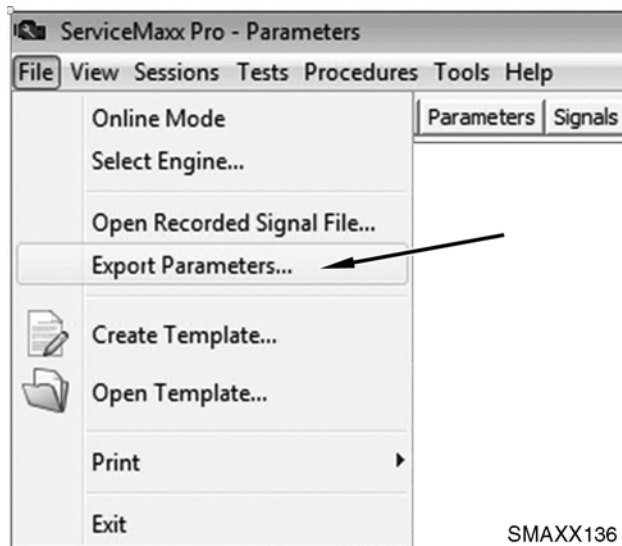 ServiceMaxx Pro - Parameters
File View Sessions Tests Procedures Tools Help
Online Mode
Parameters Signals
Select Engine...
Open Recorded Signal File...
Export Parameters...
Create Template...
Open Template...
Print
Exit
SMAXX136